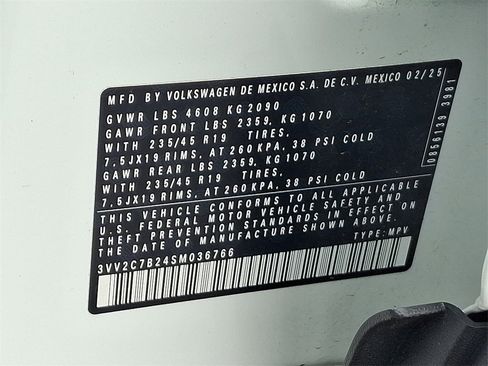 MFD BY VOLKSWAGEN DE MEXICO S.A. DE C.V. MEXICO 02/25
GVWR LBS 4608 KG 2090
GAWR FRONT LBS 2359, KG 1070
WITH 235/45 R19 TIRES,
7.5JX19 RIMS, AT 260 KPA, 38 PSI COLD
GAWR REAR LBS 2359, KG 1070
WITH 235/45 R19 TIRES,
7.5JX19 RIMS, AT 260 KPA, 38 PSI COLD
THIS VEHICLE CONFORMS TO ALL APPLICABLE
U.S. FEDERAL MOTOR VEHICLE SAFETY AND
THEFT PREVENTION STANDARDS IN EFFECT ON
THE DATE OF MANUFACTURE SHOWN ABOVE.
3VV2C7B24SM036766 TYPE: MPV
0856139 3981